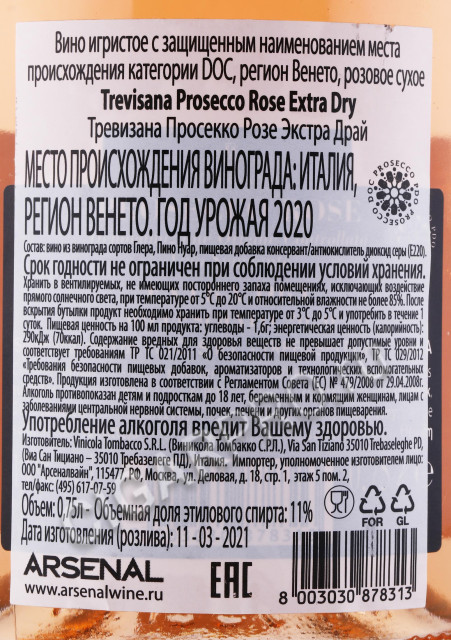 Вино игристое с защищенным наименованием места
происхождения категории DOC, регион Венето, розовое сухое
Trevisana Prosecco Rose Extra Dry
Тревизана Просекко Розе Экстра Драй
МЕСТО ПРОИСХОЖДЕНИЯ ВИНОГРАДА: ИТАЛИЯ,
РЕГИОН ВЕНЕТО. ГОД УРОЖАЯ 2020
PROSECCO DOC PROSECCO DOC
Состав: вино из винограда сортов Глера, Пино Нуар, пищевая добавка консервант/антиокислитель диоксид серы (Е220).
Срок годности не ограничен при соблюдении условий хранения.
Хранить в вентилируемых, не имеющих постороннего запаха помещениях, исключающих воздействие
прямого солнечного света, при температуре от 5°С до 20°С и относительной влажности не более 85%. После
вскрытия бутылки продукт необходимо хранить при температуре от 3°С до 5°С и употребить в течение 1
суток. Пищевая ценность на 100 мл продукта: углеводы - 1,6г; энергетическая ценность (калорийность):
290кДж (70ккал). Содержание вредных для здоровья веществ не превышает допустимые уровни и
соответствует требованиям ТР ТС 021/2011 «О безопасности пищевой продукции», ТР ТС 029/2012
«Требования безопасности пищевых добавок, ароматизаторов и технологических вспомогательных
средств». Продукция изготовлена в соответствии с Регламентом Совета (ЕС) № 479/2008 от 29.04.2008г.
Алкоголь противопоказан детям и подросткам до 18 лет, беременным и кормящим женщинам, лицам с
заболеваниями центральной нервной системы, почек, печени и других органов пищеварения.
Употребление алкоголя вредит Вашему здоровью.
Изготовитель: Vinicola Tombacco S.R.L. (Виникола Томбакко С.Р.Л.), Via San Tiziano 35010 Trebaseleghe PD,
(Виа Сан Тициано – 35010 Требазелеге ПД), Италия. Импортер, уполномоченное изготовителем лицо:
ООО "Арсеналвайн", 115477, РФ, Москва, ул. Деловая, д. 18, стр. 1, этаж 5 пом. 2,
тел/факс: (495) 617-07-59
Объем: 0,75л - Объемная доля этилового спирта: 11%
Дата изготовления (розлива): 11 - 03 - 2021
FOR
GL
ARSENAL
www.arsenalwine.ru
EAC
8 003030 878313